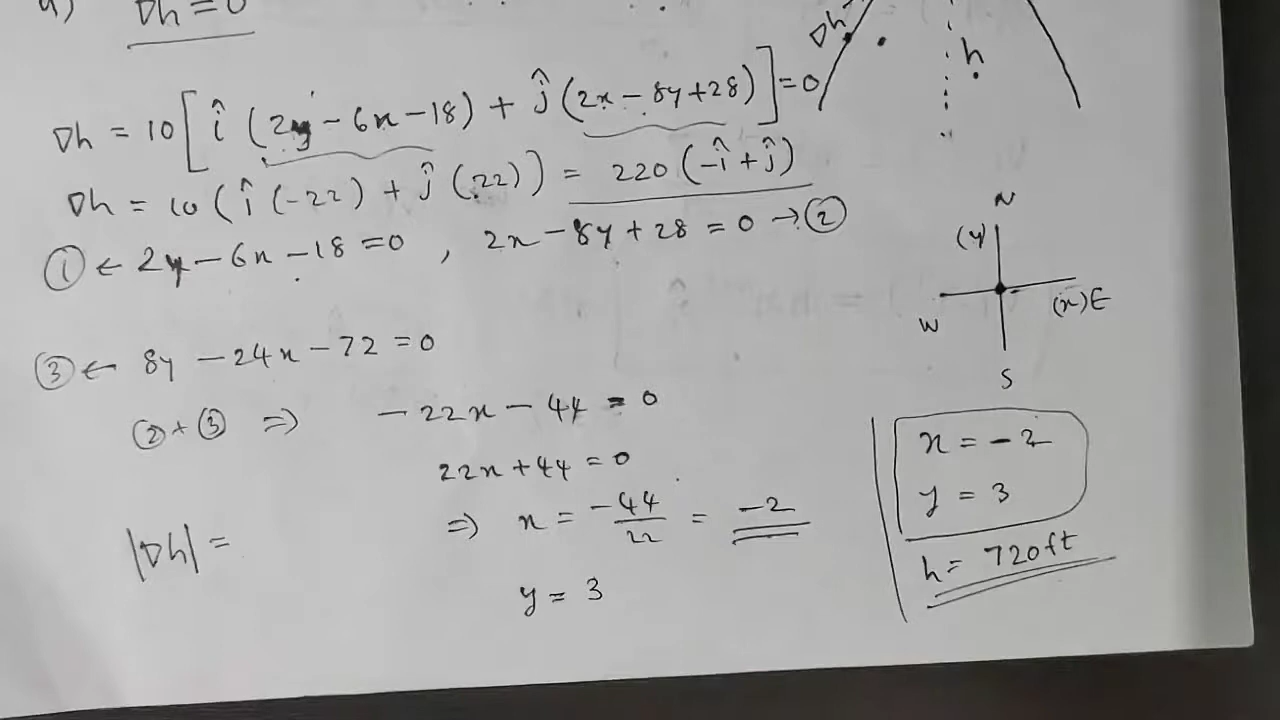 a) ∇h = 0
∇h = 10[î(2y − 6x − 18) + ĵ(2x − 8y + 28)] = 0
∇h = 10(î(−22) + ĵ(22)) = 220(−î + ĵ)
① ← 2y − 6x − 18 = 0 , 2x − 8y + 28 = 0 → ②
③ ← 8y − 24x − 72 = 0
② + ③ ⇒ −22x − 44 = 0
22x + 44 = 0
⇒ x = −44/22 = −2
|∇h| =
y = 3
∇h
h
N
(y)
W
(x) E
S
x = −2
y = 3
h = 720 ft